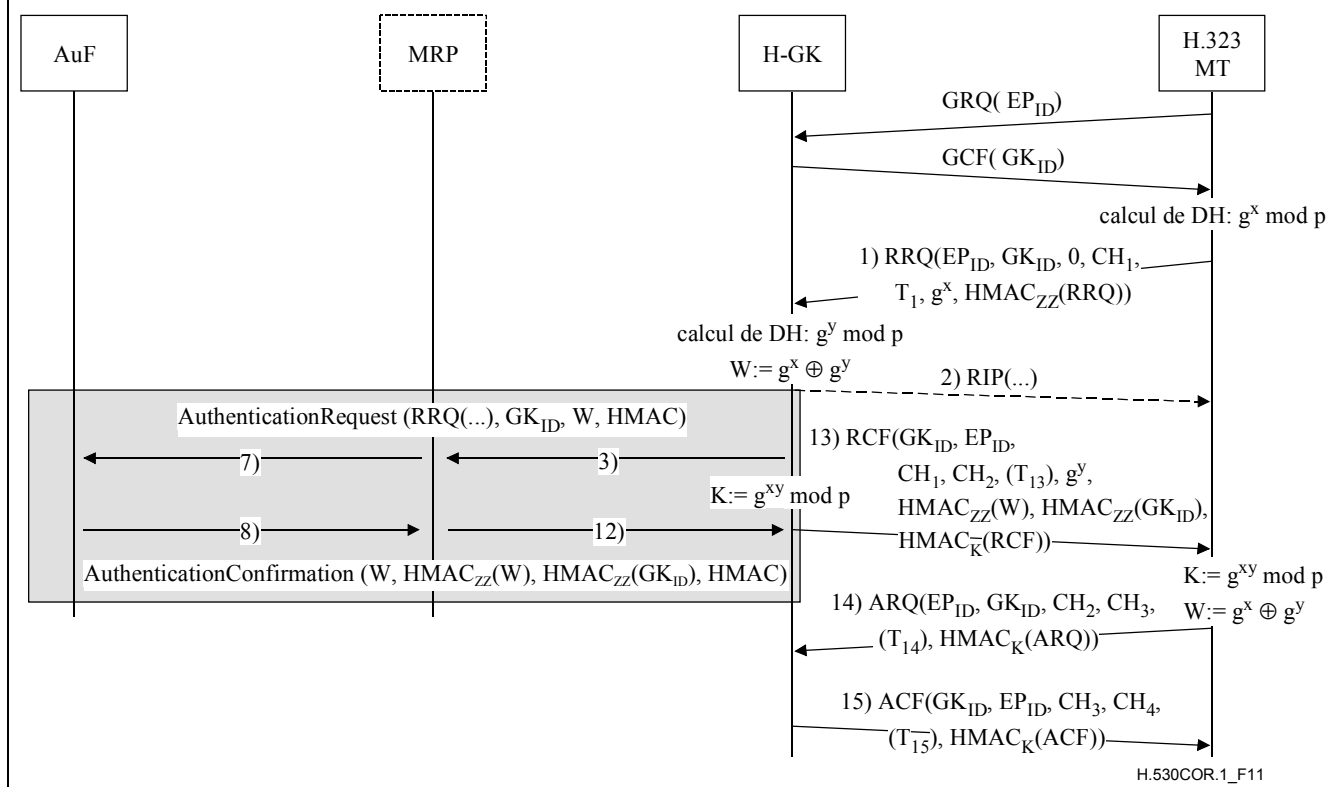 AuF
MRP
H-GK
H.323
MT
GRQ( EP_ID)
GCF( GK_ID)
calcul de DH: g^x mod p
1) RRQ(EP_ID, GK_ID, 0, CH_1,
T_1, g^x, HMAC_ZZ(RRQ))
calcul de DH: g^y mod p
W:= g^x ⊕ g^y
2) RIP(...)
AuthenticationRequest (RRQ(...), GK_ID, W, HMAC)
7)
3)
13) RCF(GK_ID, EP_ID,
CH_1, CH_2, (T_13), g^y,
HMAC_ZZ(W), HMAC_ZZ(GK_ID),
HMAC_K(RCF))
K:= g^xy mod p
8)
12)
AuthenticationConfirmation (W, HMAC_ZZ(W), HMAC_ZZ(GK_ID), HMAC)
K:= g^xy mod p
W:= g^x ⊕ g^y
14) ARQ(EP_ID, GK_ID, CH_2, CH_3,
(T_14), HMAC_K(ARQ))
15) ACF(GK_ID, EP_ID, CH_3, CH_4,
(T_15), HMAC_K(ACF))
H.530COR.1_F11